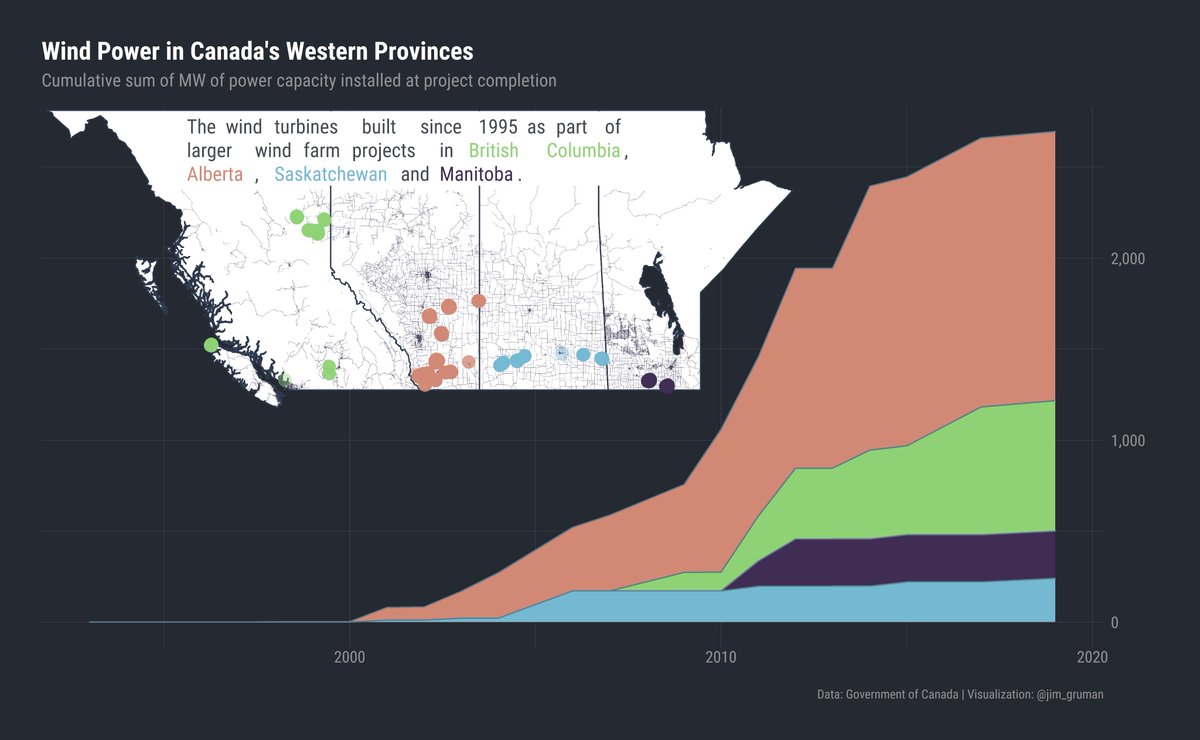 Wind Power in Canada's Western Provinces
Cumulative sum of MW of power capacity installed at project completion
The wind turbines built since 1995 as part of
larger wind farm projects in British Columbia,
Alberta , Saskatchewan and Manitoba.
2,000
1,000
0
2000 2010 2020
Data: Government of Canada | Visualization: @jim_gruman